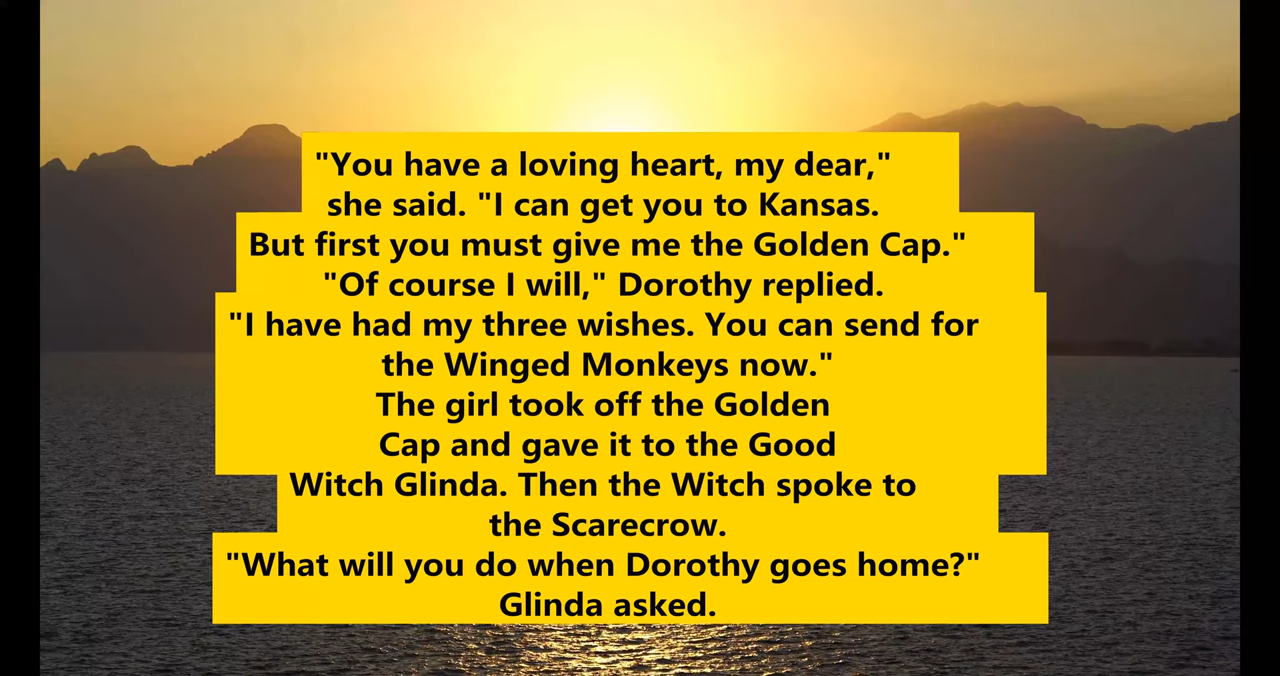 "You have a loving heart, my dear,"
she said. "I can get you to Kansas.
But first you must give me the Golden Cap."
"Of course I will," Dorothy replied.
"I have had my three wishes. You can send for
the Winged Monkeys now."
The girl took off the Golden
Cap and gave it to the Good
Witch Glinda. Then the Witch spoke to
the Scarecrow.
"What will you do when Dorothy goes home?"
Glinda asked.